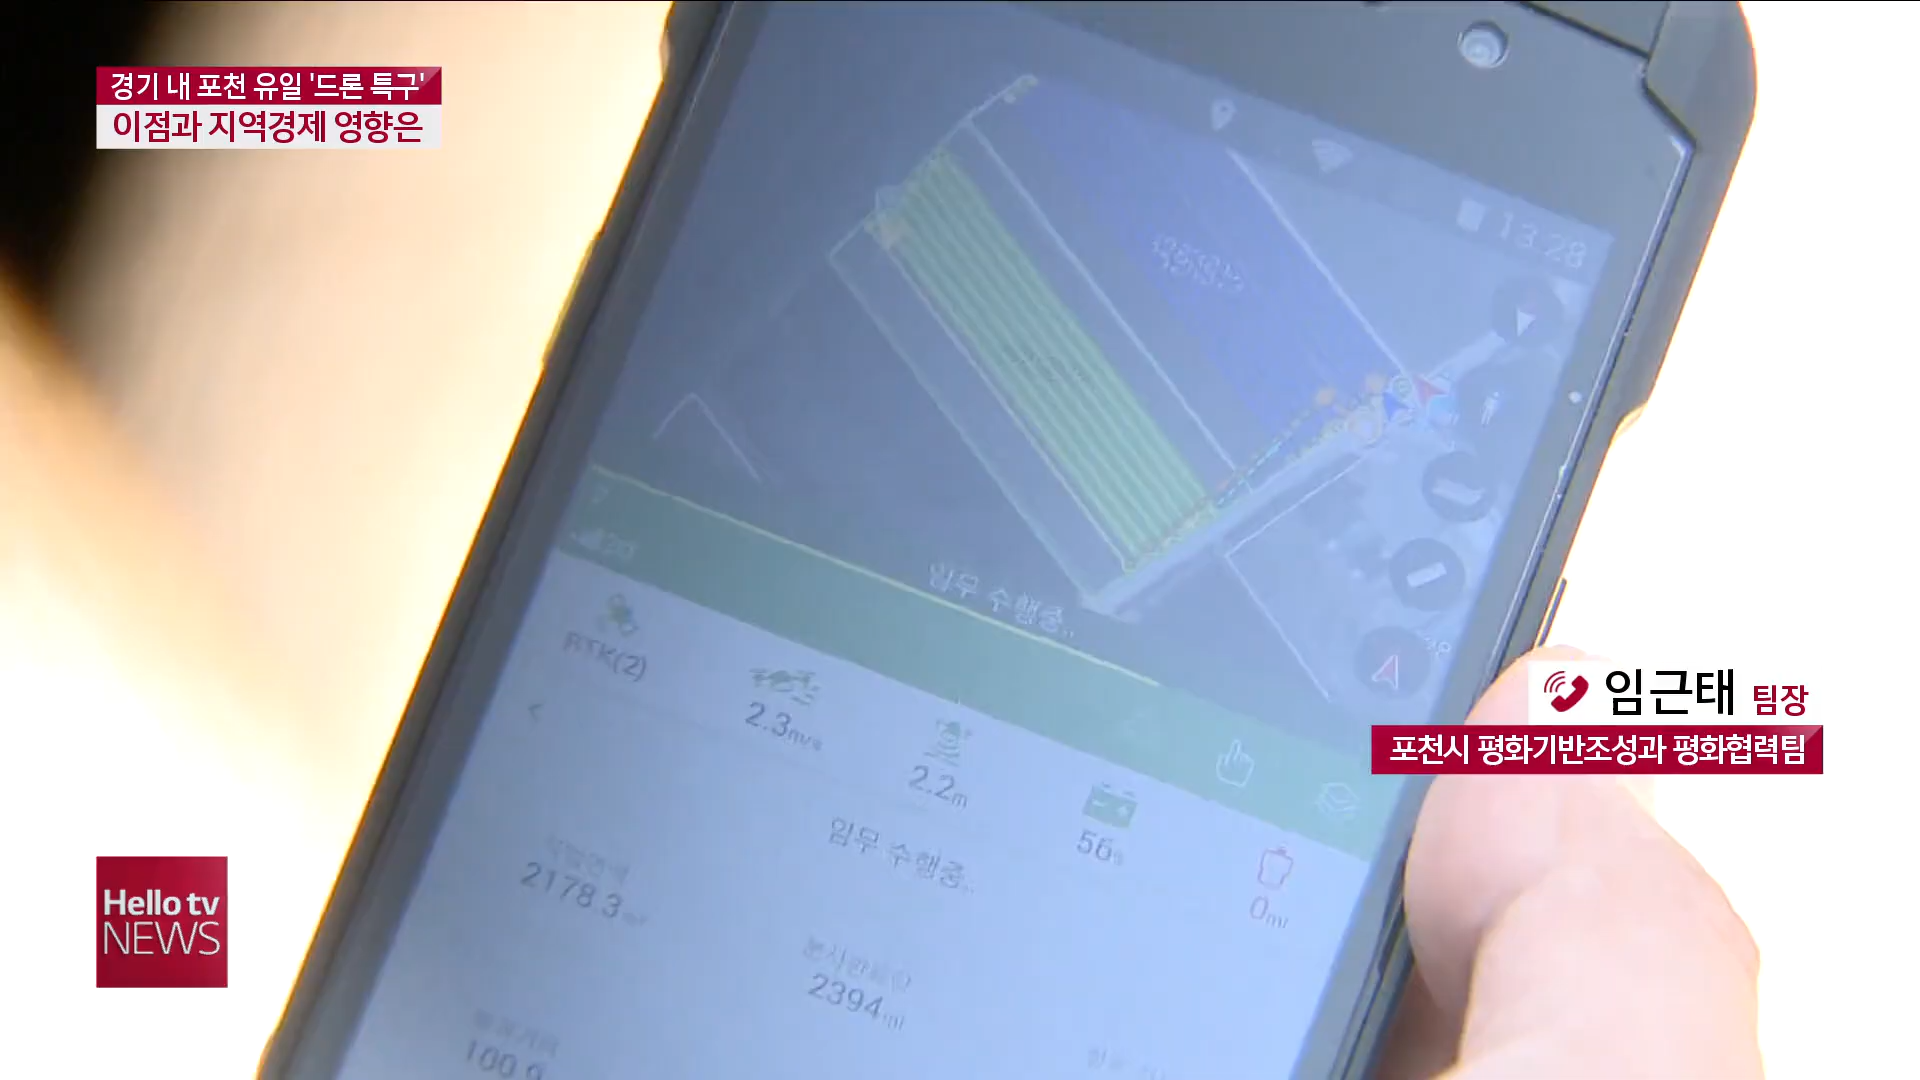 경기 내 포천 유일 '드론 특구'
이점과 지역경제 영향은
13:28
임무 수행중..
RTK(2)
2.3m/s
2.2m
56s
0ml
임무 수행중..
2178.3
2394ml
임근태 팀장
포천시 평화기반조성과 평화협력팀
Hello tv
NEWS